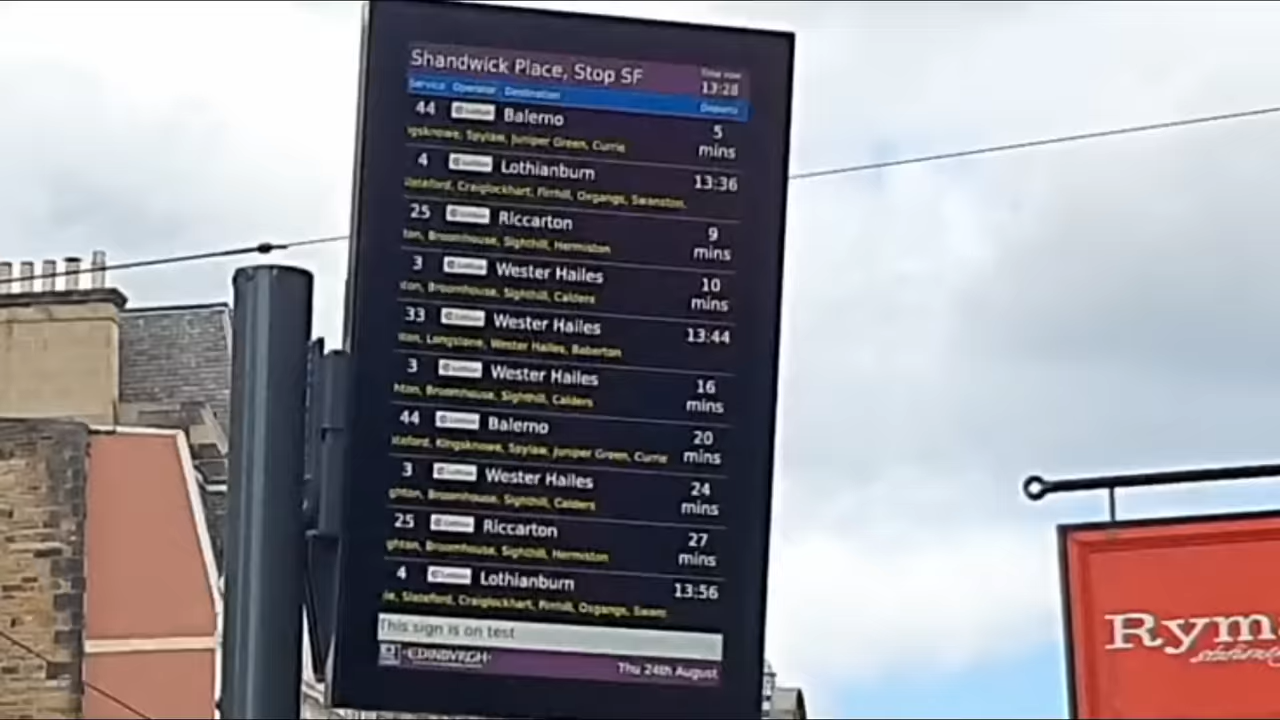 Shandwick Place, Stop SF
Time now
13:28
Service Operator Destination Departs
44 Lothian Balerno 5 mins
Spylaw, Juniper Green, Currie
4 Lothian Lothianburn 13:36
Slateford, Craiglockhart, Firrhill, Oxgangs, Swanston,
25 Lothian Riccarton 9 mins
ton, Broomhouse, Sighthill, Hermiston
3 Lothian Wester Hailes 10 mins
ton, Broomhouse, Sighthill, Calders
33 Lothian Wester Hailes 13:44
ston, Longstone, Wester Hailes, Baberton
3 Lothian Wester Hailes 16 mins
hton, Broomhouse, Sighthill, Calders
44 Lothian Balerno 20 mins
ateford, Kingsknowe, Spylaw, Juniper Green, Currie
3 Lothian Wester Hailes 24 mins
ghton, Broomhouse, Sighthill, Calders
25 Lothian Riccarton 27 mins
ghton, Broomhouse, Sighthill, Hermiston
4 Lothian Lothianburn 13:56
Slateford, Craiglockhart, Firrhill, Oxgangs, Swans
This sign is on test
·EDINBVRGH·
Thu 24th August
Rym